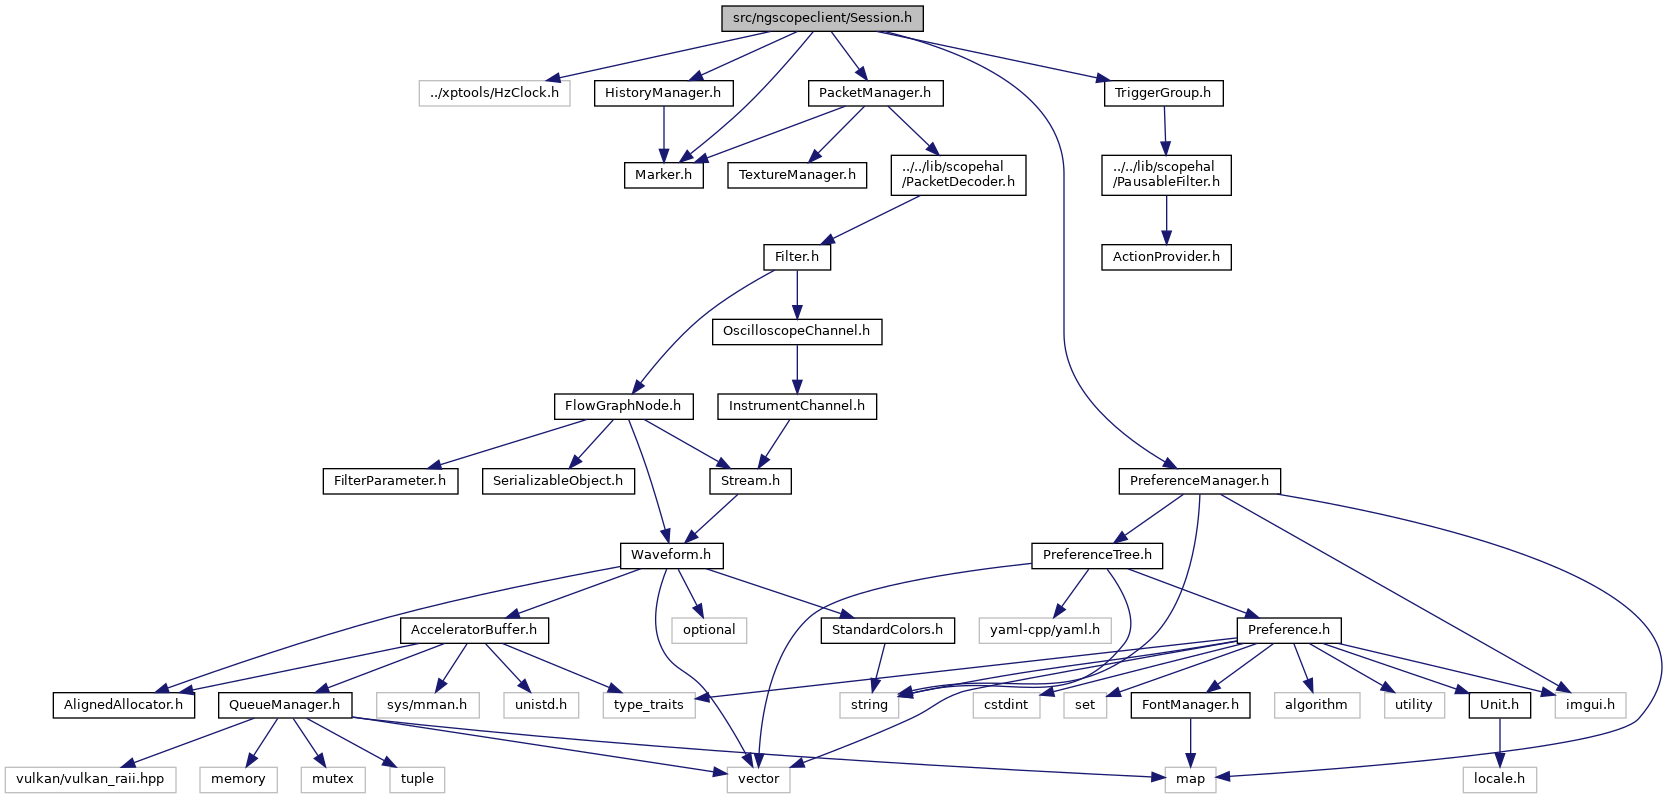 src/ngscopeclient/Session.h
../xptools/HzClock.h
HistoryManager.h
PacketManager.h
TriggerGroup.h
Marker.h
TextureManager.h
../../lib/scopehal
/PacketDecoder.h
../../lib/scopehal
/PausableFilter.h
Filter.h
ActionProvider.h
OscilloscopeChannel.h
FlowGraphNode.h
InstrumentChannel.h
FilterParameter.h
SerializableObject.h
Stream.h
PreferenceManager.h
Waveform.h
PreferenceTree.h
AcceleratorBuffer.h
optional
StandardColors.h
yaml-cpp/yaml.h
Preference.h
AlignedAllocator.h
QueueManager.h
sys/mman.h
unistd.h
type_traits
string
cstdint
set
FontManager.h
algorithm
utility
Unit.h
imgui.h
vulkan/vulkan_raii.hpp
memory
mutex
tuple
vector
map
locale.h